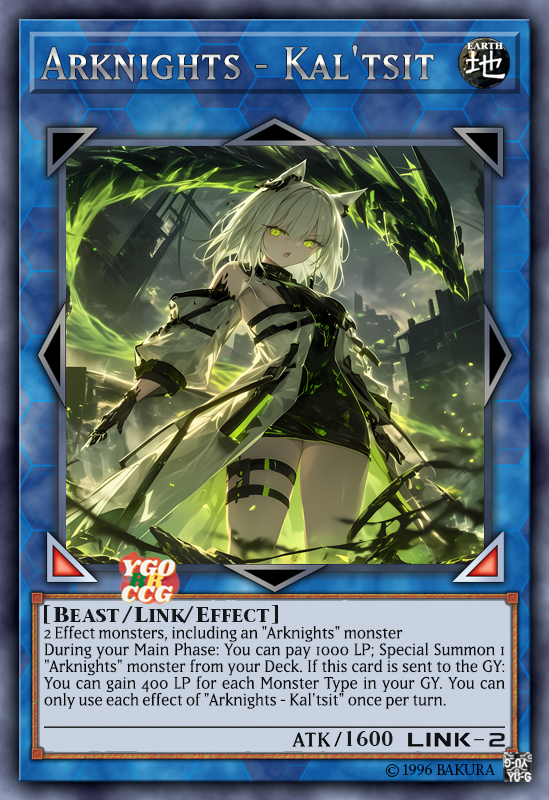 Arknights - Kal'tsit
EARTH
地
YGO
BR
CCG
[Beast/Link/Effect]
2 Effect monsters, including an "Arknights" monster
During your Main Phase: You can pay 1000 LP; Special Summon 1
"Arknights" monster from your Deck. If this card is sent to the GY:
You can gain 400 LP for each Monster Type in your GY. You can
only use each effect of "Arknights - Kal'tsit" once per turn.
ATK/1600 LINK-2
© 1996 BAKURA